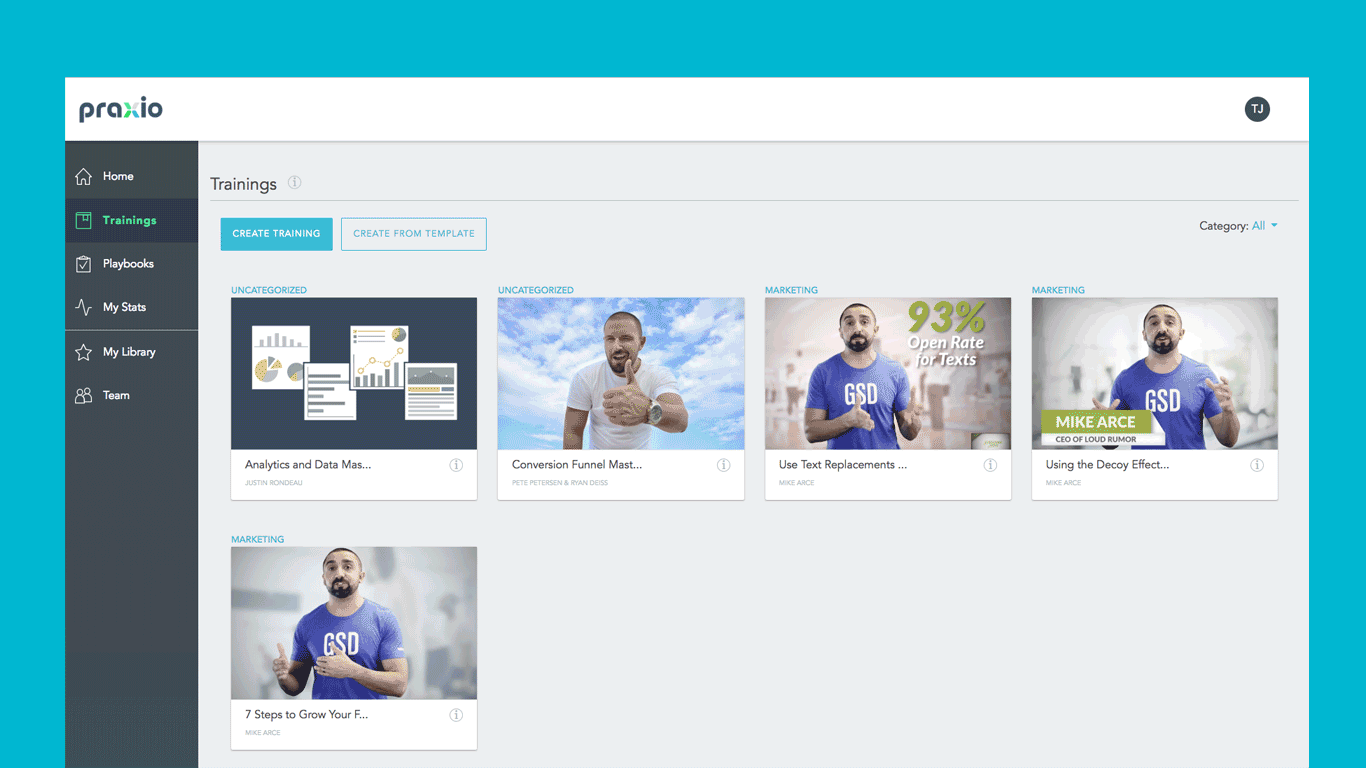 praxio
TJ
Home
Trainings
Playbooks
My Stats
My Library
Team
Trainings
CREATE TRAINING
CREATE FROM TEMPLATE
Category: All
UNCATEGORIZED
Analytics and Data Mas...
JUSTIN RONDEAU
UNCATEGORIZED
Conversion Funnel Mast...
PETE PETERSEN & RYAN DEISS
MARKETING
93%
Open Rate
for Texts
GSD
Use Text Replacements ...
MIKE ARCE
MARKETING
GSD
MIKE ARCE
CEO OF LOUD RUMOR
Using the Decoy Effect...
MIKE ARCE
MARKETING
GSD
7 Steps to Grow Your F...
MIKE ARCE